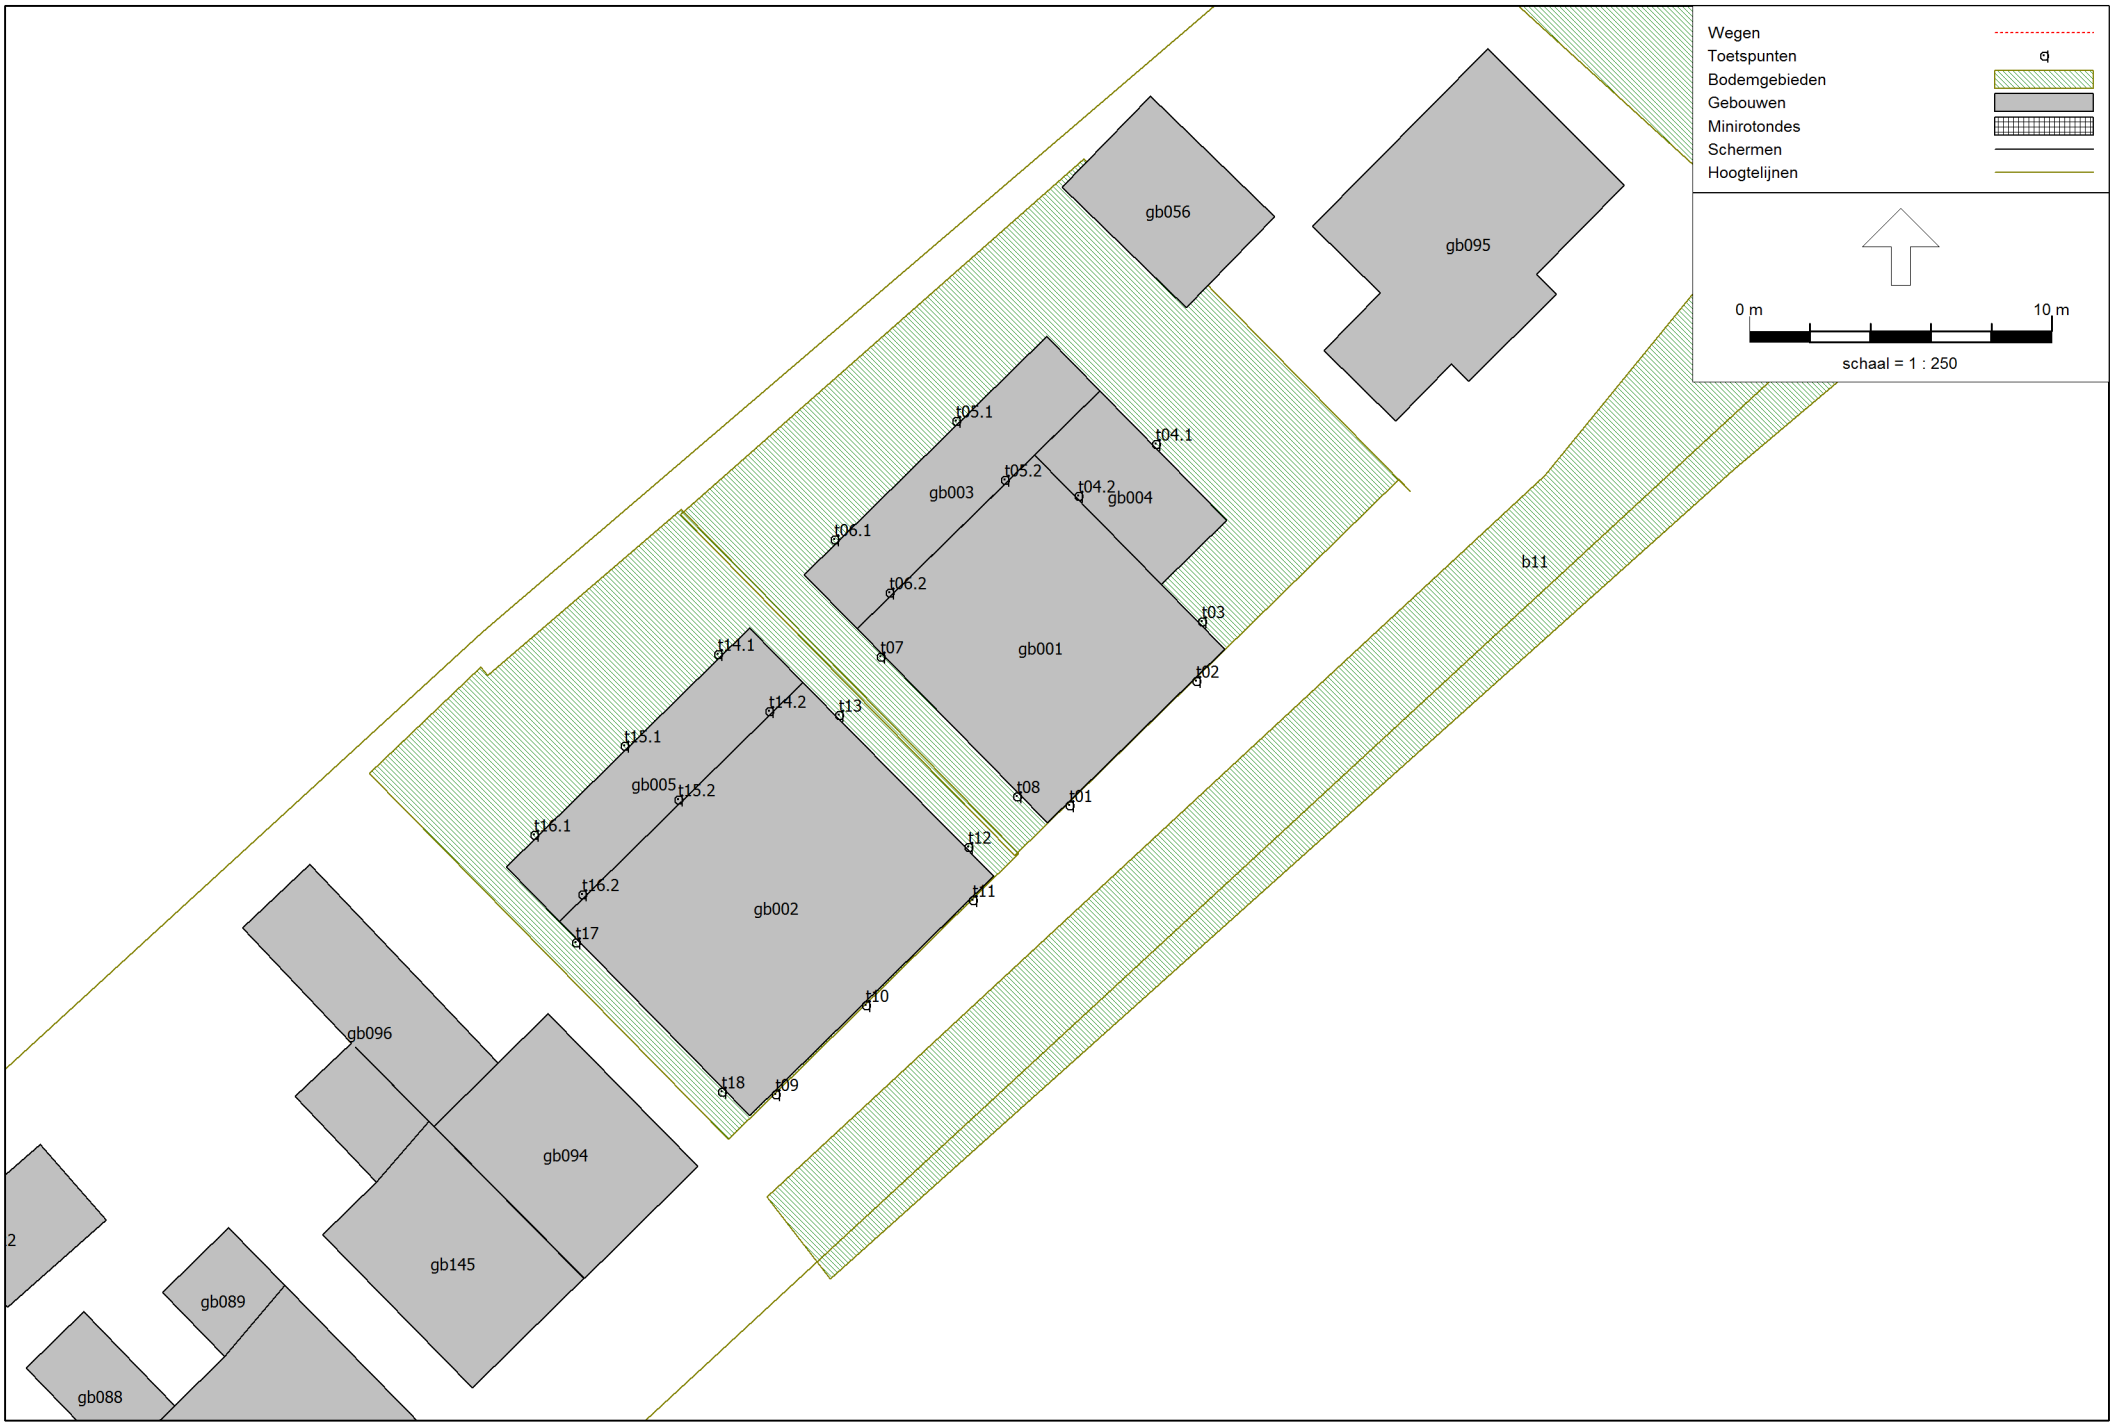 Wegen
Toetspunten
Bodemgebieden
Gebouwen
Minirotondes
Schermen
Hoogtelijnen
0 m 10 m
schaal = 1 : 250
gb056
gb095
t05.1
t04.1
t05.2
gb003
t04.2
gb004
t06.1
b11
t06.2
t03
gb001
t07
t02
t14.1
t14.2
t13
t15.1
gb005
t15.2
t08
t01
t16.1
t12
t16.2
t11
gb002
t17
t10
gb096
t18
t09
gb094
2
gb145
gb089
gb088